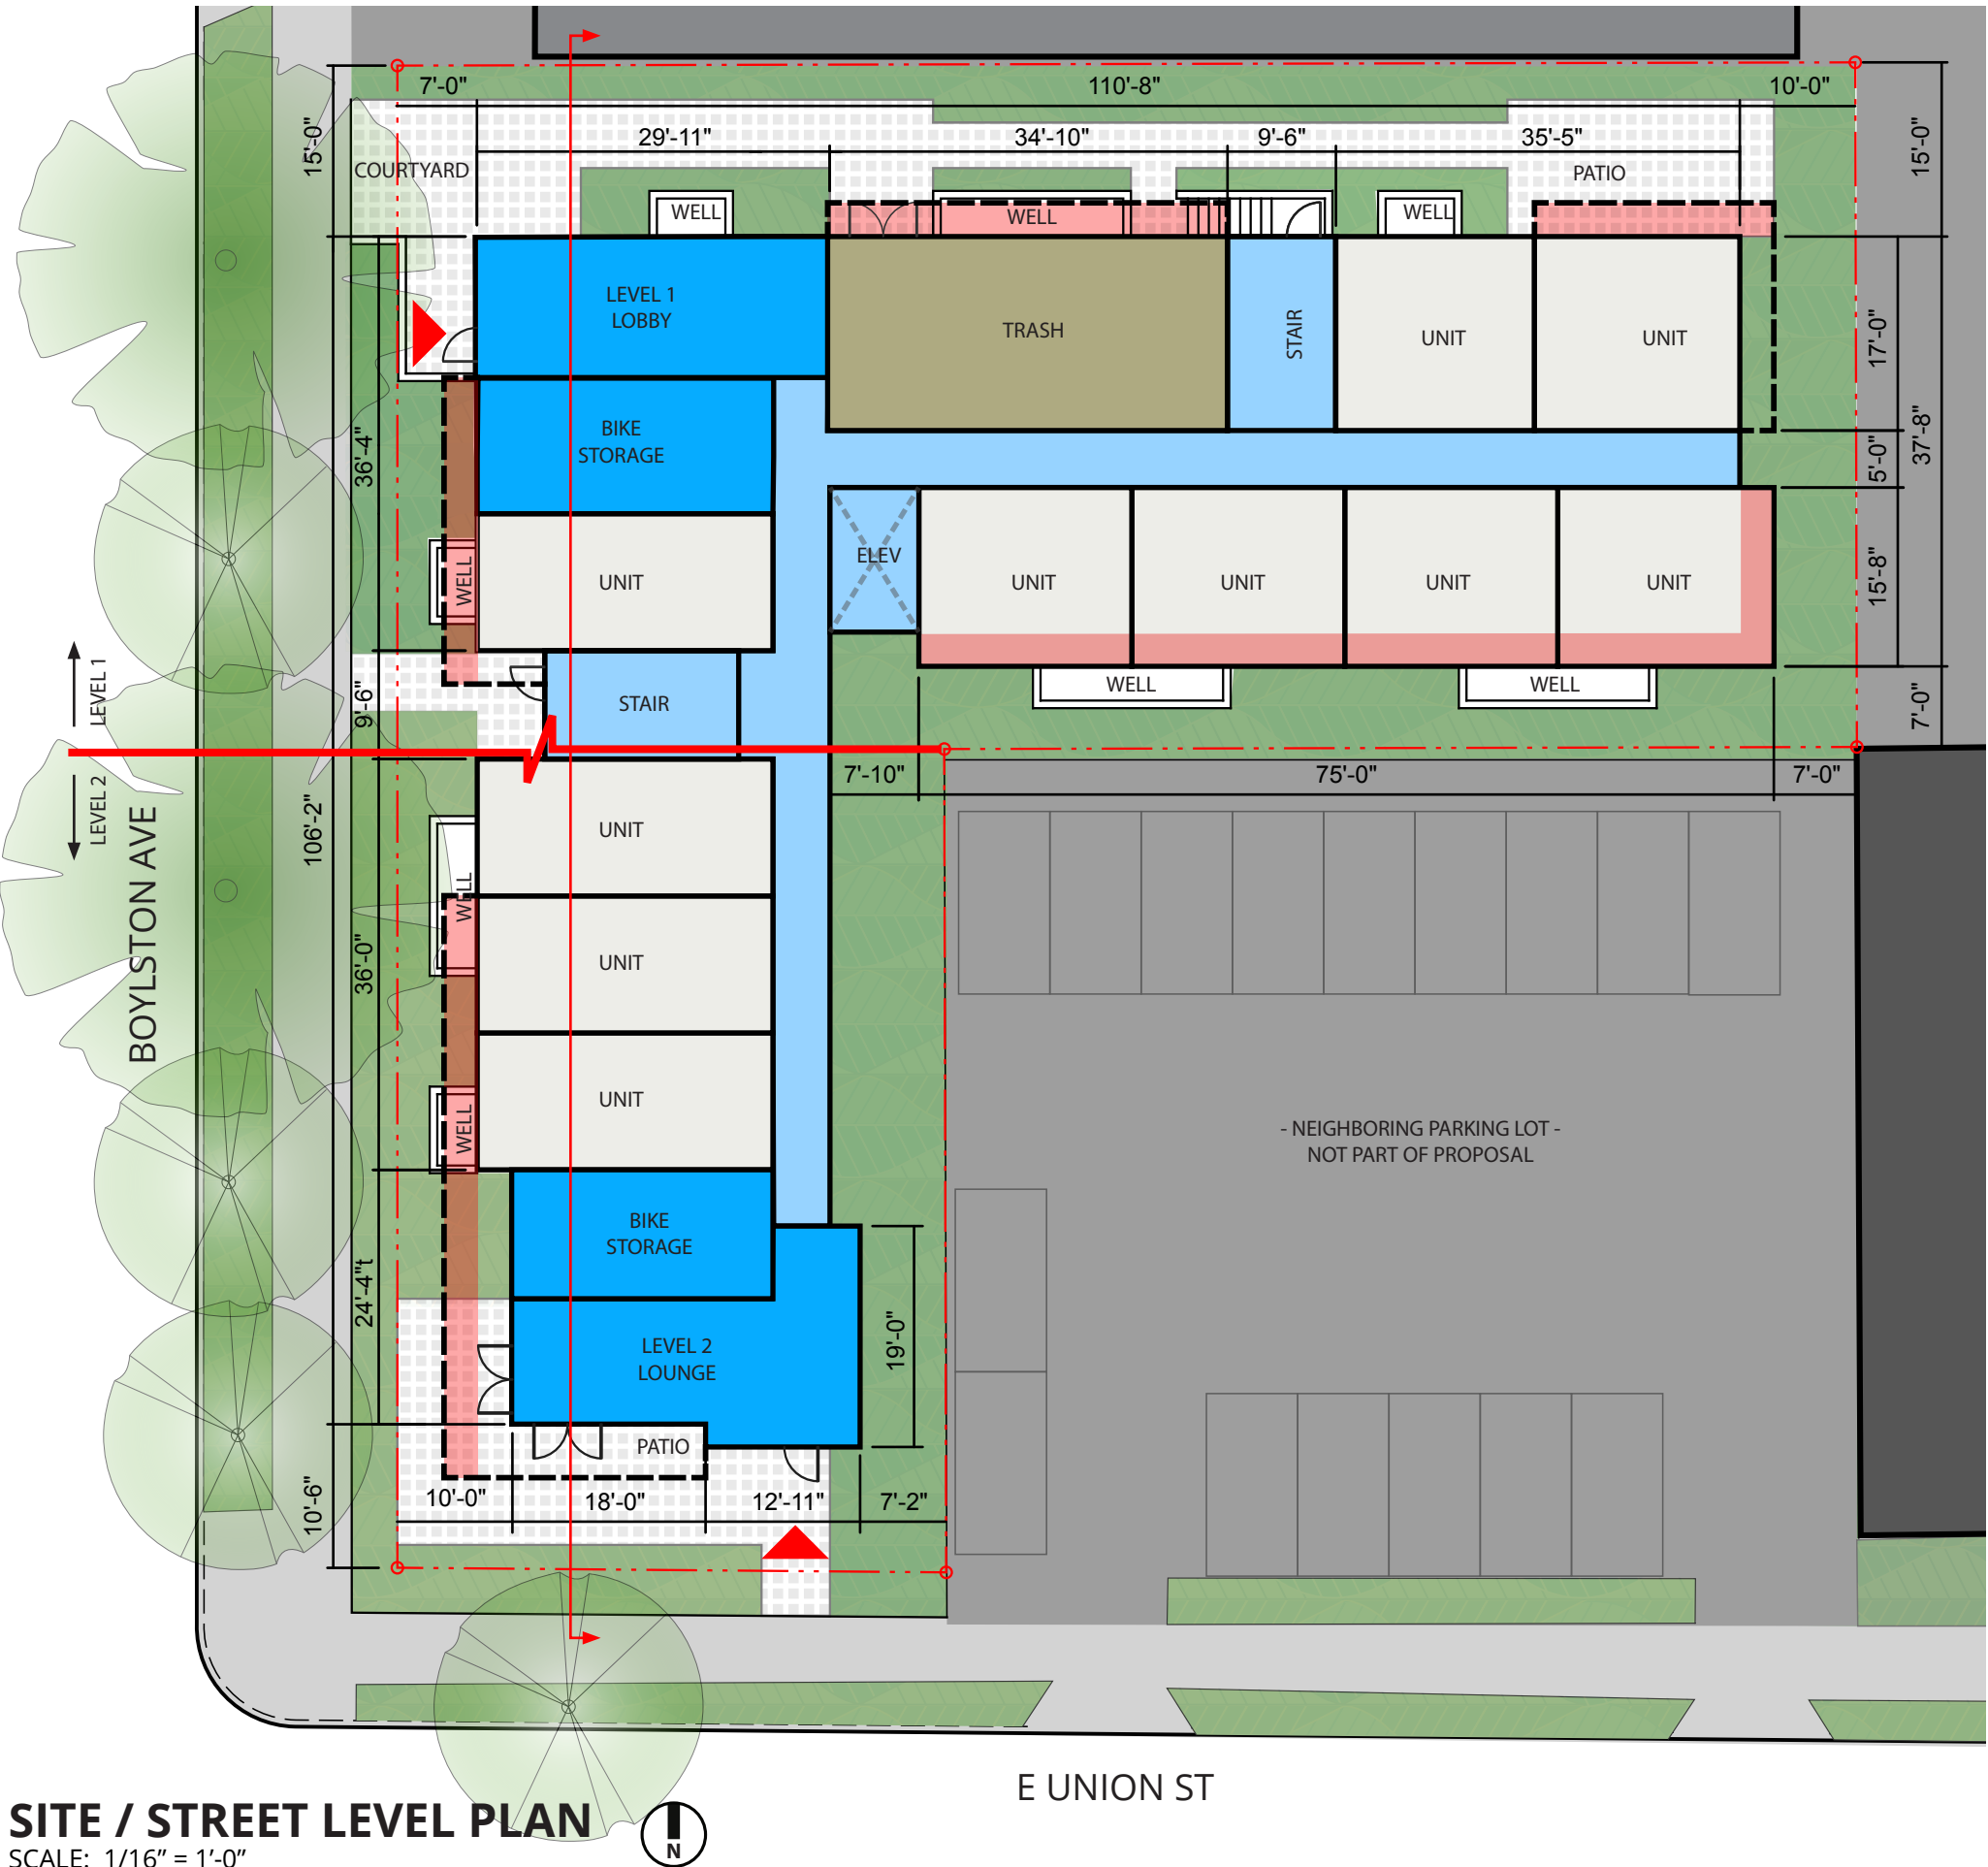 7'-0"
110'-8"
10'-0"
29'-11"
34'-10"
9'-6"
35'-5"
15'-0"
15'-0"
COURTYARD
PATIO
WELL
WELL
WELL
LEVEL 1
LOBBY
TRASH
STAIR
UNIT
UNIT
17'-0"
37'-8"
36'-4"
BIKE
STORAGE
5'-0"
WELL
UNIT
ELEV
UNIT
UNIT
UNIT
UNIT
15'-8"
LEVEL 1
9'-6"
STAIR
WELL
WELL
7'-0"
LEVEL 2
7'-10"
75'-0"
7'-0"
BOYLSTON AVE
106'-2"
UNIT
WELL
36'-0"
UNIT
UNIT
WELL
- NEIGHBORING PARKING LOT -
NOT PART OF PROPOSAL
BIKE
STORAGE
24'-4"t
LEVEL 2
LOUNGE
19'-0"
PATIO
10'-6"
10'-0"
18'-0"
12'-11"
7'-2"
E UNION ST
SITE / STREET LEVEL PLAN
N
SCALE: 1/16” = 1’-0”